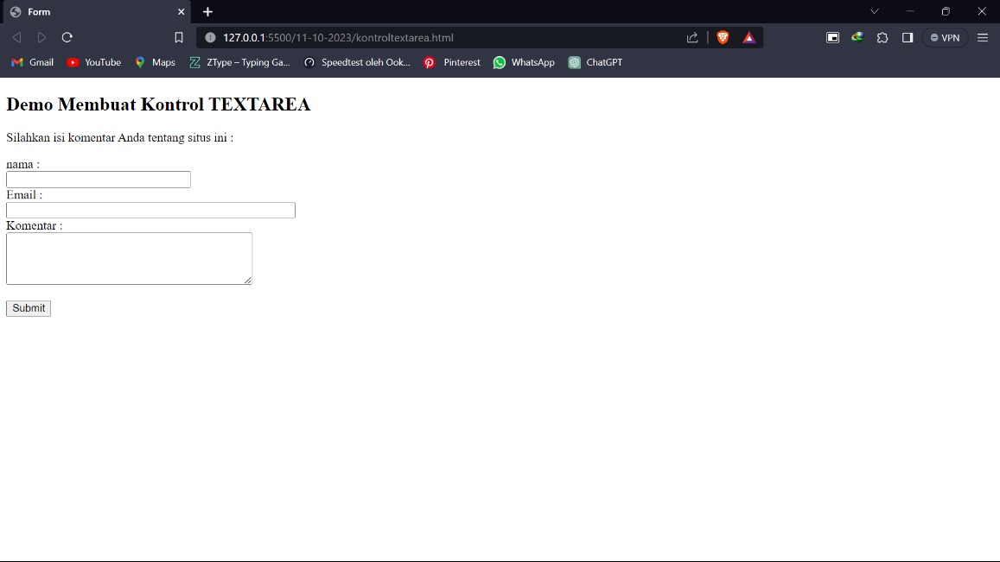 Form
127.0.0.1:5500/11-10-2023/kontroltextarea.html
VPN
Gmail YouTube Maps ZType – Typing Ga... Speedtest oleh Ook... Pinterest WhatsApp ChatGPT
Demo Membuat Kontrol TEXTAREA
Silahkan isi komentar Anda tentang situs ini :
nama :
Email :
Komentar :
Submit